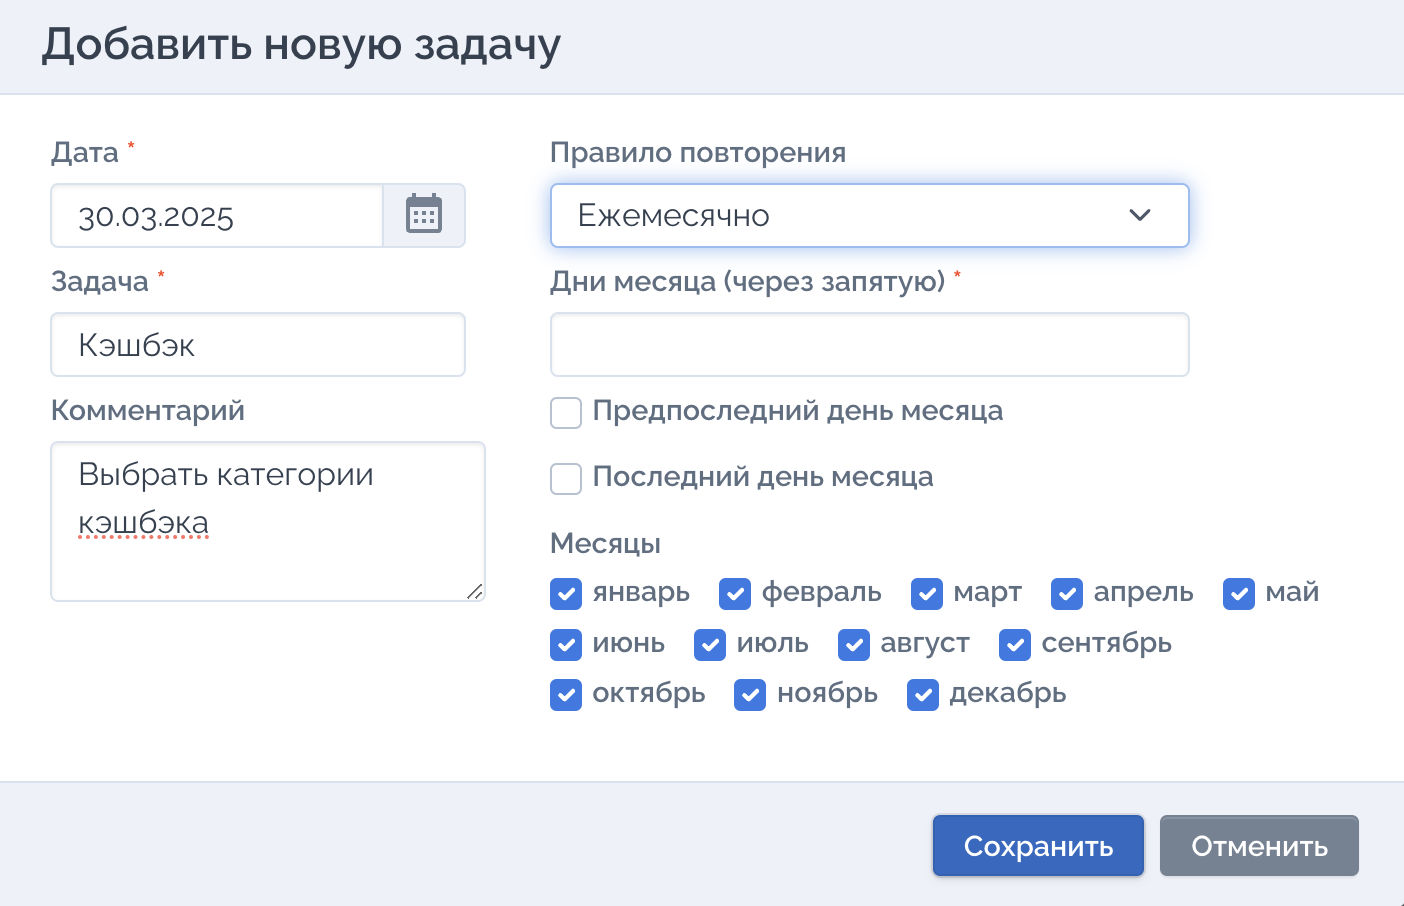 Добавить новую задачу
Дата *
30.03.2025
Задача *
Кэшбэк
Комментарий
Выбрать категории
кэшбэка
Правило повторения
Ежемесячно
Дни месяца (через запятую) *
Предпоследний день месяца
Последний день месяца
Месяцы
январь февраль март апрель май
июнь июль август сентябрь
октябрь ноябрь декабрь
Сохранить Отменить